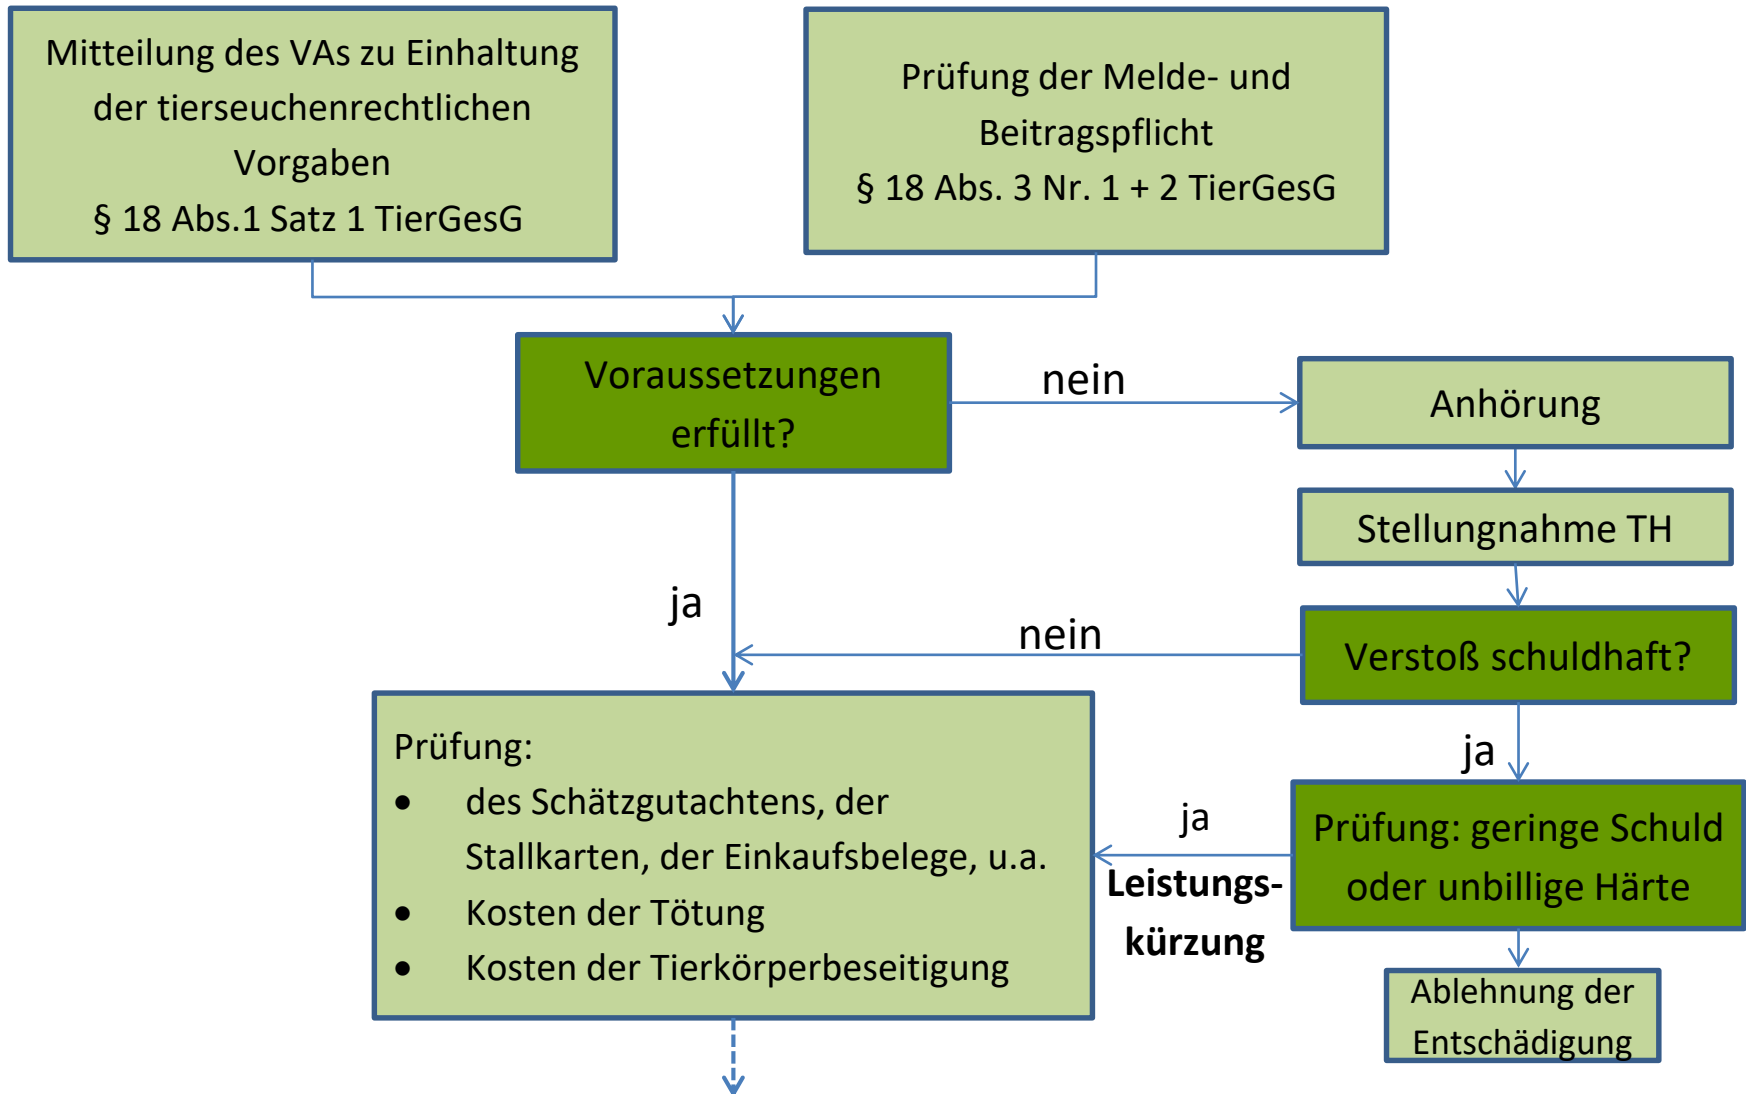 Mitteilung des VAs zu Einhaltung
der tierseuchenrechtlichen
Vorgaben
§ 18 Abs.1 Satz 1 TierGesG
Prüfung der Melde- und
Beitragspflicht
§ 18 Abs. 3 Nr. 1 + 2 TierGesG
Voraussetzungen
erfüllt?
nein
Anhörung
Stellungnahme TH
ja
nein
Verstoß schuldhaft?
ja
Prüfung:
• des Schätzgutachtens, der
Stallkarten, der Einkaufsbelege, u.a.
• Kosten der Tötung
• Kosten der Tierkörperbeseitigung
ja
Leistungs-
kürzung
Prüfung: geringe Schuld
oder unbillige Härte
Ablehnung der
Entschädigung